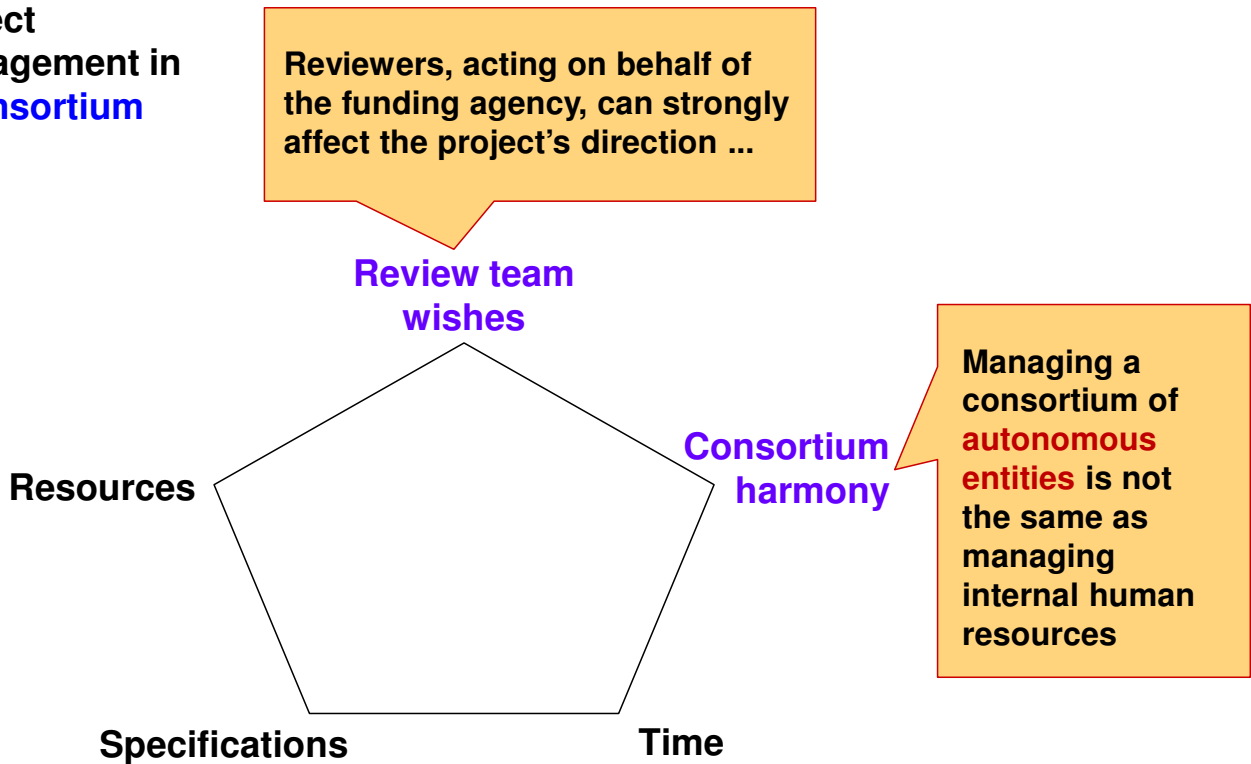 ect
agement in
nsortium
Reviewers, acting on behalf of
the funding agency, can strongly
affect the project's direction ...
Review team
wishes
Managing a
consortium of
autonomous
entities is not
the same as
managing
internal human
resources
Consortium
harmony
Resources
Specifications
Time